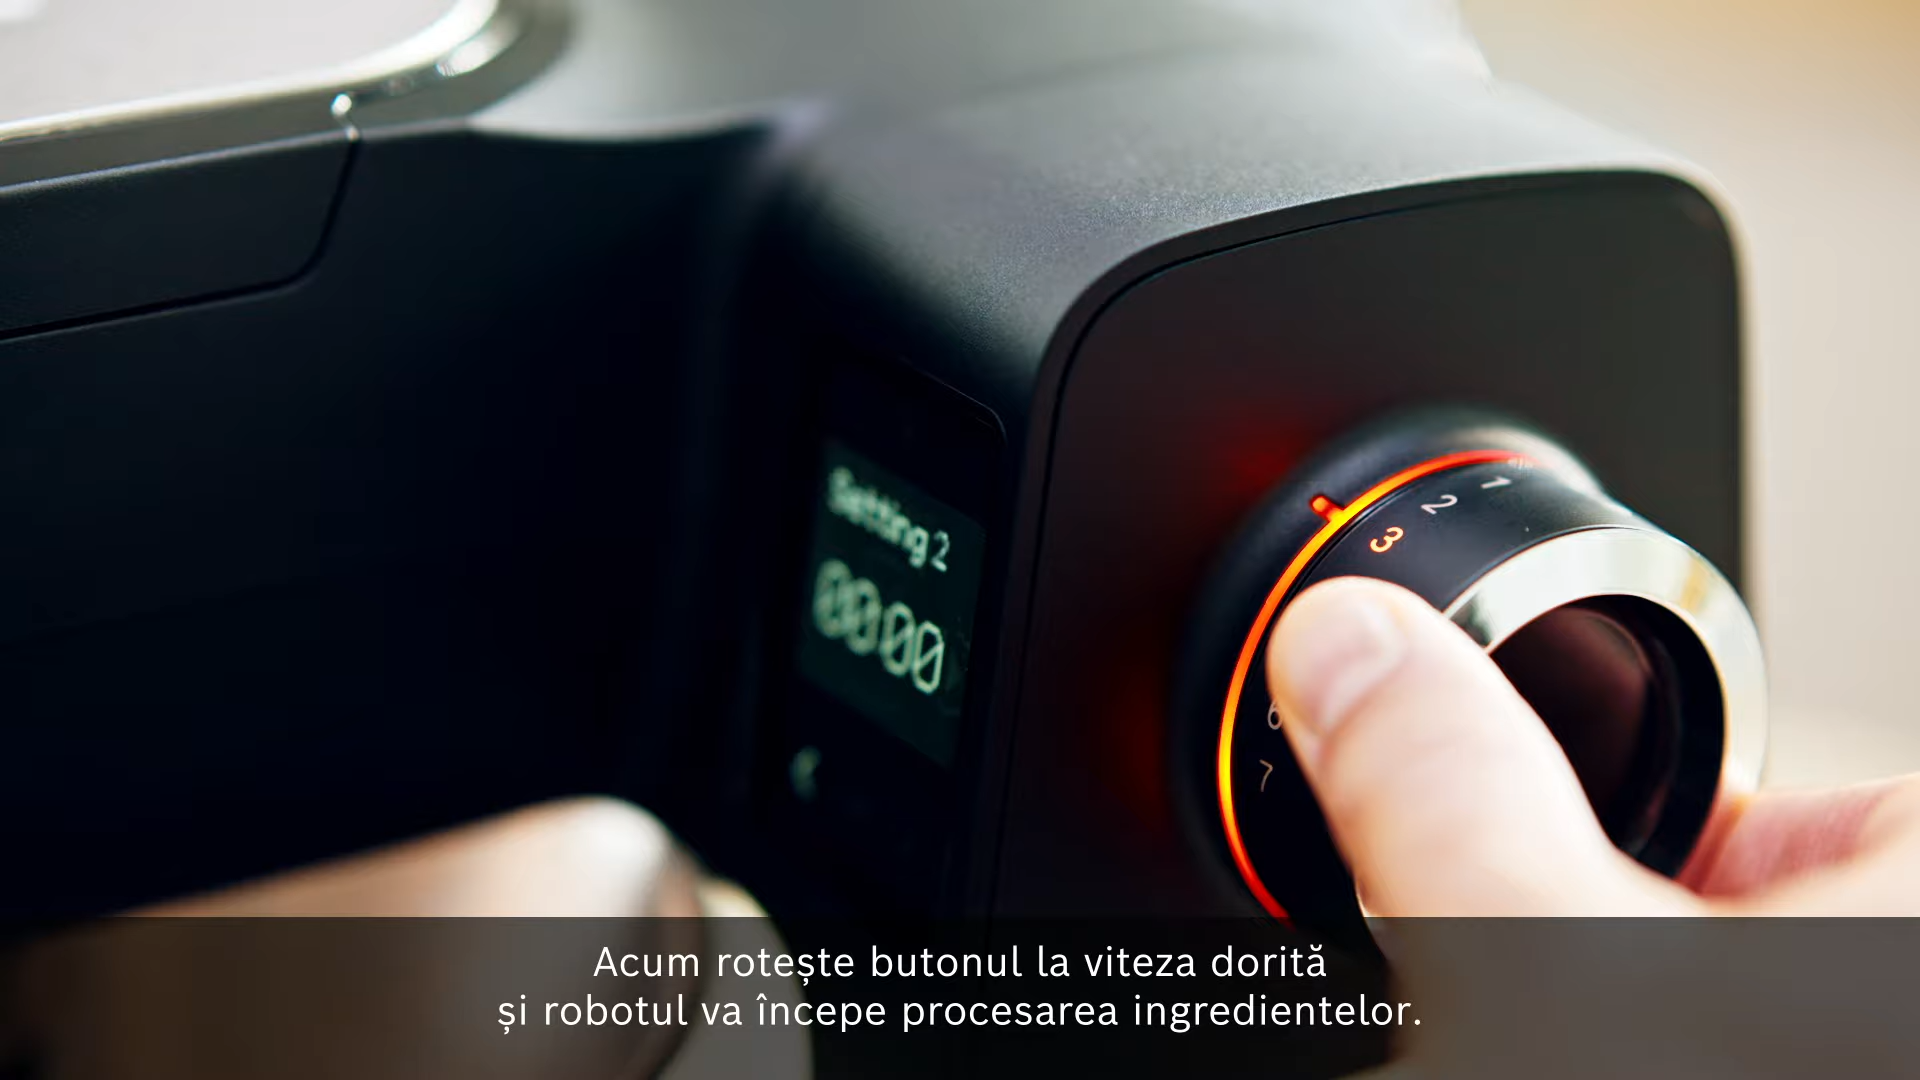 Setting 2
00:00
1
2
3
6
7
Acum rotește butonul la viteza dorită
și robotul va începe procesarea ingredientelor.